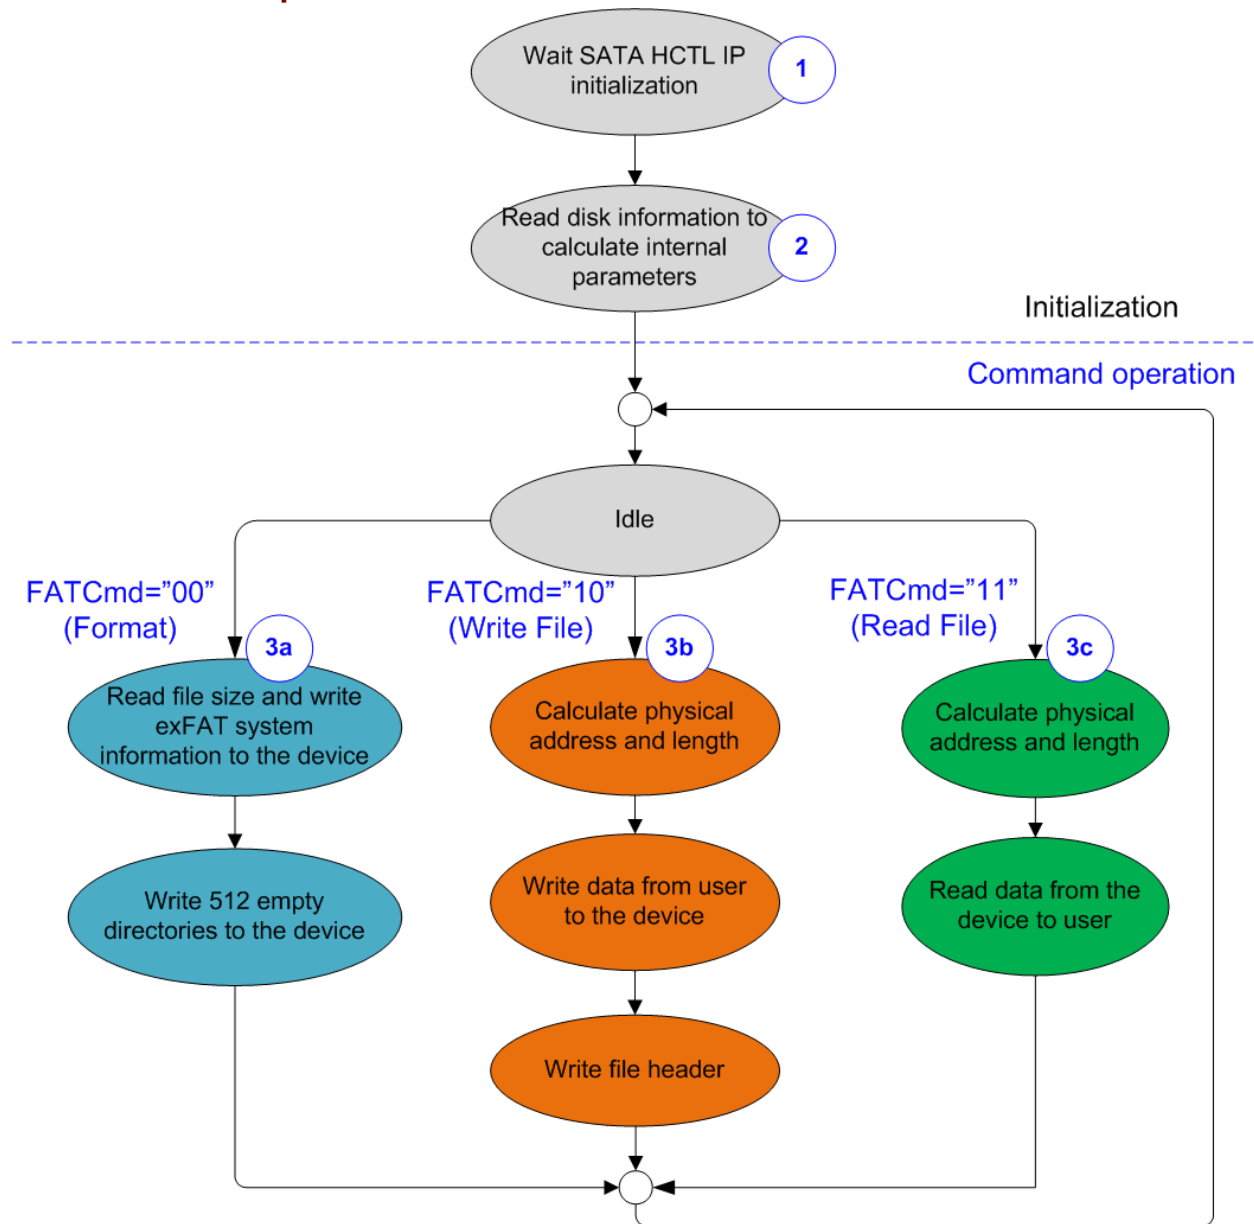 Wait SATA HCTL IP
initialization
1
Read disk information to
calculate internal
parameters
2
Initialization
Command operation
Idle
FATCmd=”00”
(Format)
FATCmd=”10”
(Write File)
FATCmd=”11”
(Read File)
3a
Read file size and write
exFAT system
information to the device
3b
Calculate physical
address and length
3c
Calculate physical
address and length
Write 512 empty
directories to the device
Write data from user
to the device
Read data from the
device to user
Write file header